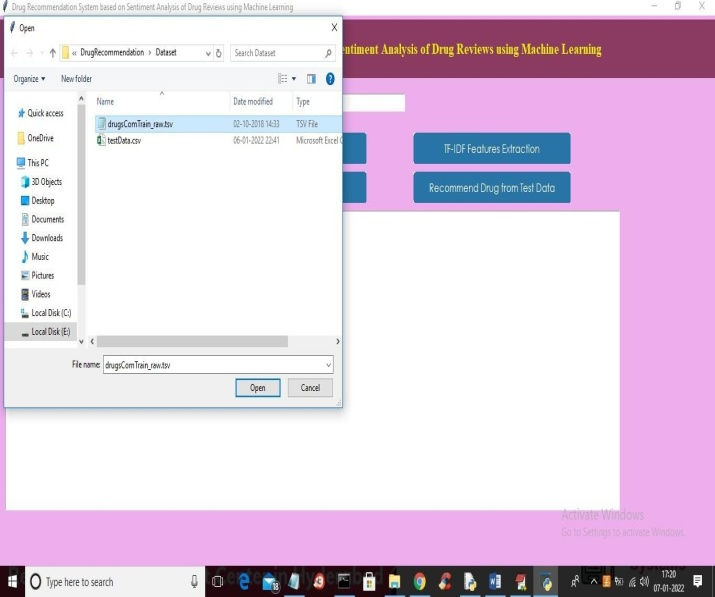 Drug Recommendation System based on Sentiment Analysis of Drug Reviews using Machine Learning
Open
entiment Analysis of Drug Reviews using Machine Learning
« DrugRecommendation > Dataset
Search Dataset
Organize
New folder
Name
Date modified
Type
Quick access
OneDrive
This PC
3D Objects
Desktop
Documents
Downloads
Music
Pictures
Videos
Local Disk (C:)
Local Disk (E:)
drugsComTrain_raw.tsv
02-10-2018 14:33
TSV File
testData.csv
06-01-2022 22:41
Microsoft Excel C
TF-IDF Features Extraction
Recommend Drug from Test Data
File name:
drugsComTrain_raw.tsv
Open
Cancel
Activate Windows
Go to Settings to activate Windows.
Type here to search
17:20
07-01-2022